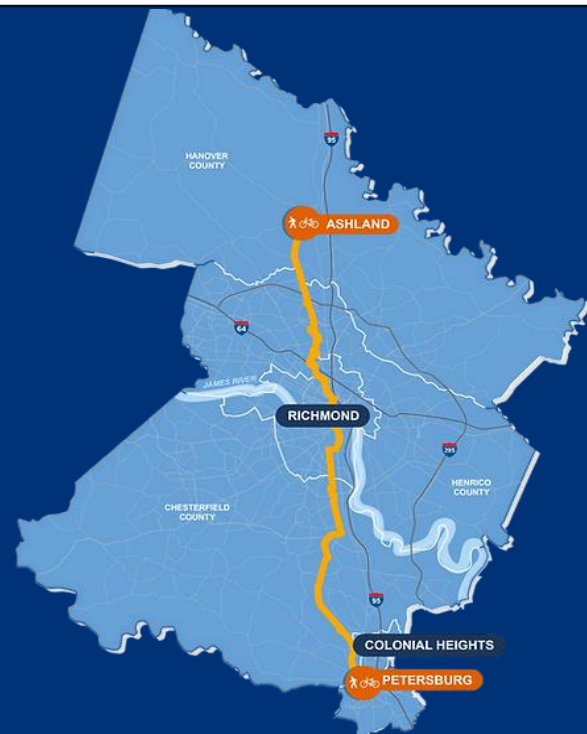 95
HANOVER
COUNTY
ASHLAND
64
JAMES RIVER
RICHMOND
295
HENRICO
COUNTY
CHESTERFIELD
COUNTY
95
COLONIAL HEIGHTS
PETERSBURG